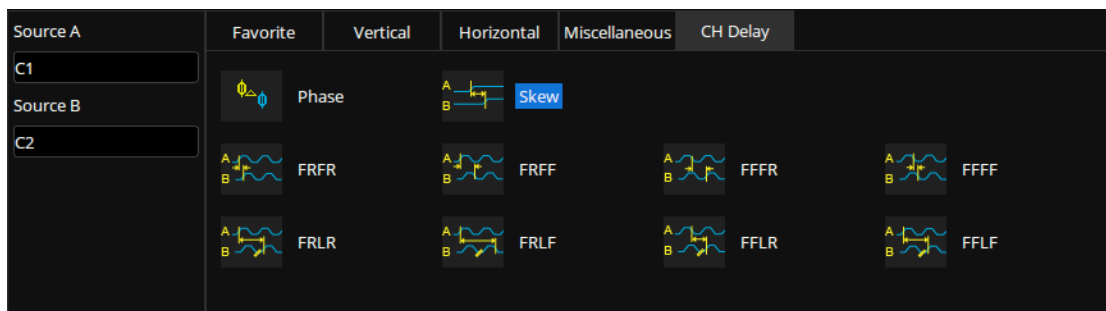 Source A
C1
Source B
C2
Favorite Vertical Horizontal Miscellaneous CH Delay
ϕ△ϕ Phase A B Skew
A B FRFR A B FRFF A B FFFR A B FFFF
A B FRLR A B FRLF A B FFLR A B FFLF